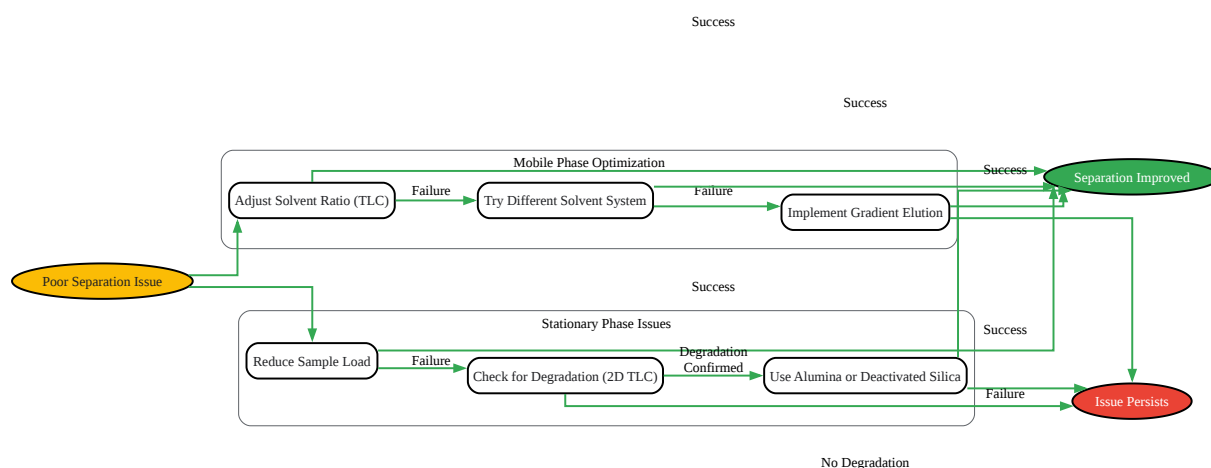 Success
Success
Mobile Phase Optimization
Success
Separation Improved
Adjust Solvent Ratio (TLC)
Failure
Try Different Solvent System
Failure
Implement Gradient Elution
Poor Separation Issue
Success
Stationary Phase Issues
Success
Reduce Sample Load
Failure
Check for Degradation (2D TLC)
Degradation
Confirmed
Use Alumina or Deactivated Silica
Failure
Issue Persists
No Degradation